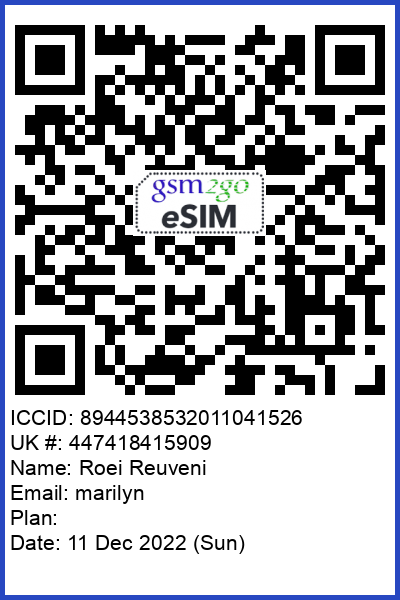 gsm2go
eSIM
ICCID: 8944538532011041526
UK #: 447418415909
Name: Roei Reuveni
Email: marilyn
Plan:
Date: 11 Dec 2022 (Sun)